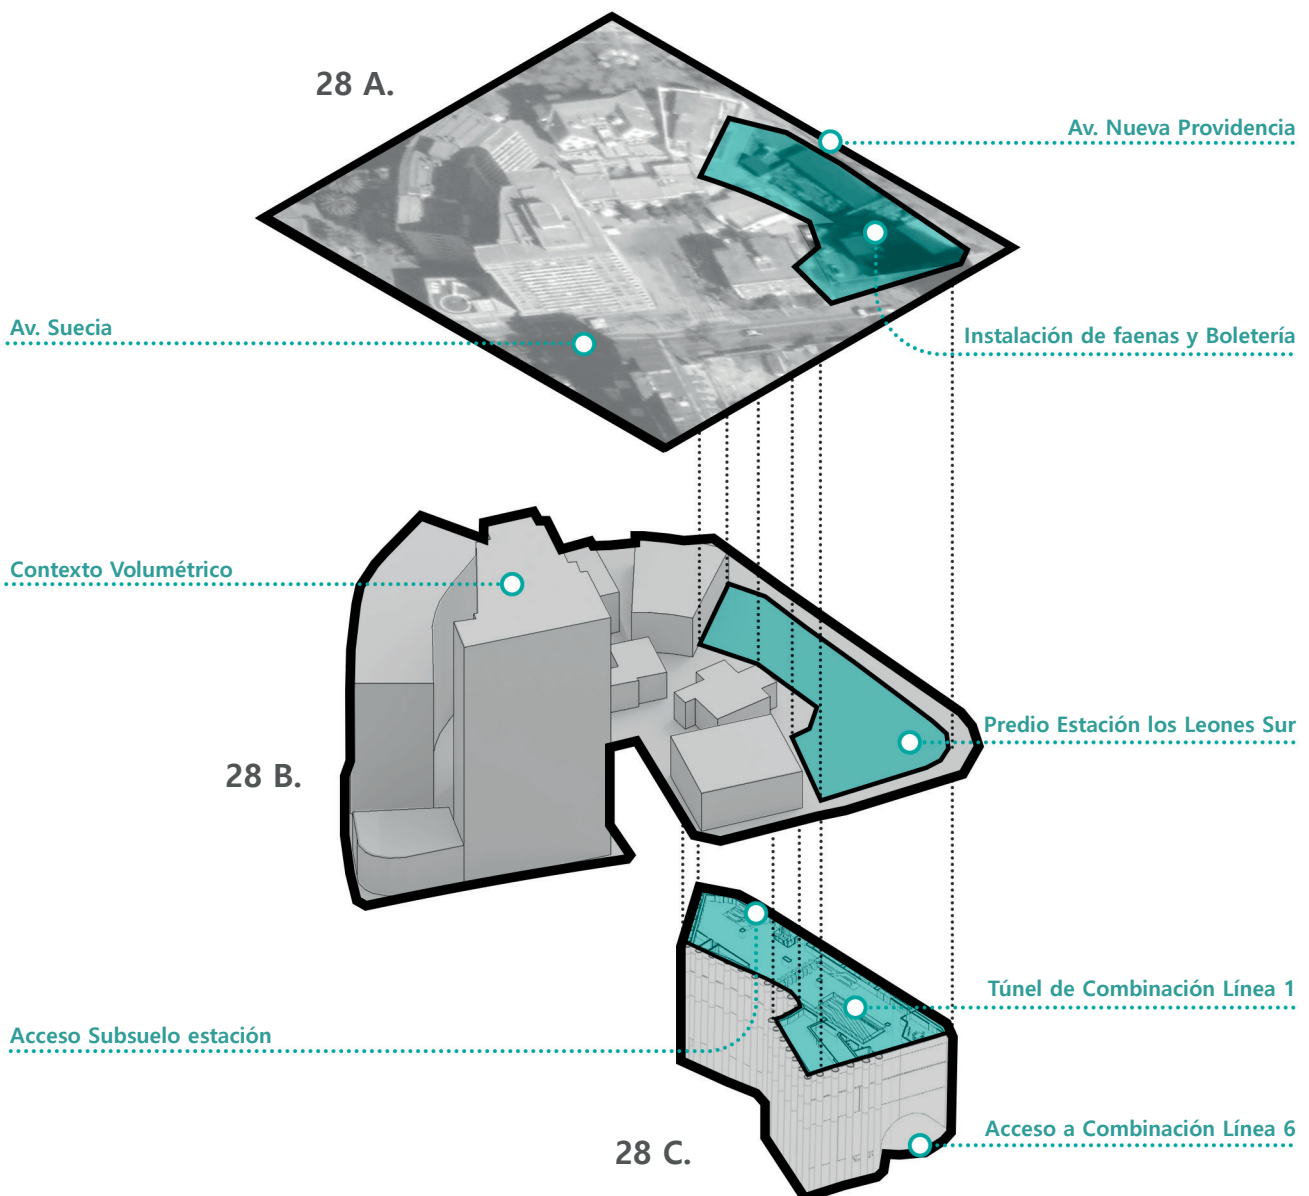 28 A.
Av. Nueva Providencia
Av. Suecia
Instalación de faenas y Boletería
Contexto Volumétrico
Predio Estación los Leones Sur
28 B.
Túnel de Combinación Línea 1
Acceso Subsuelo estación
Acceso a Combinación Línea 6
28 C.